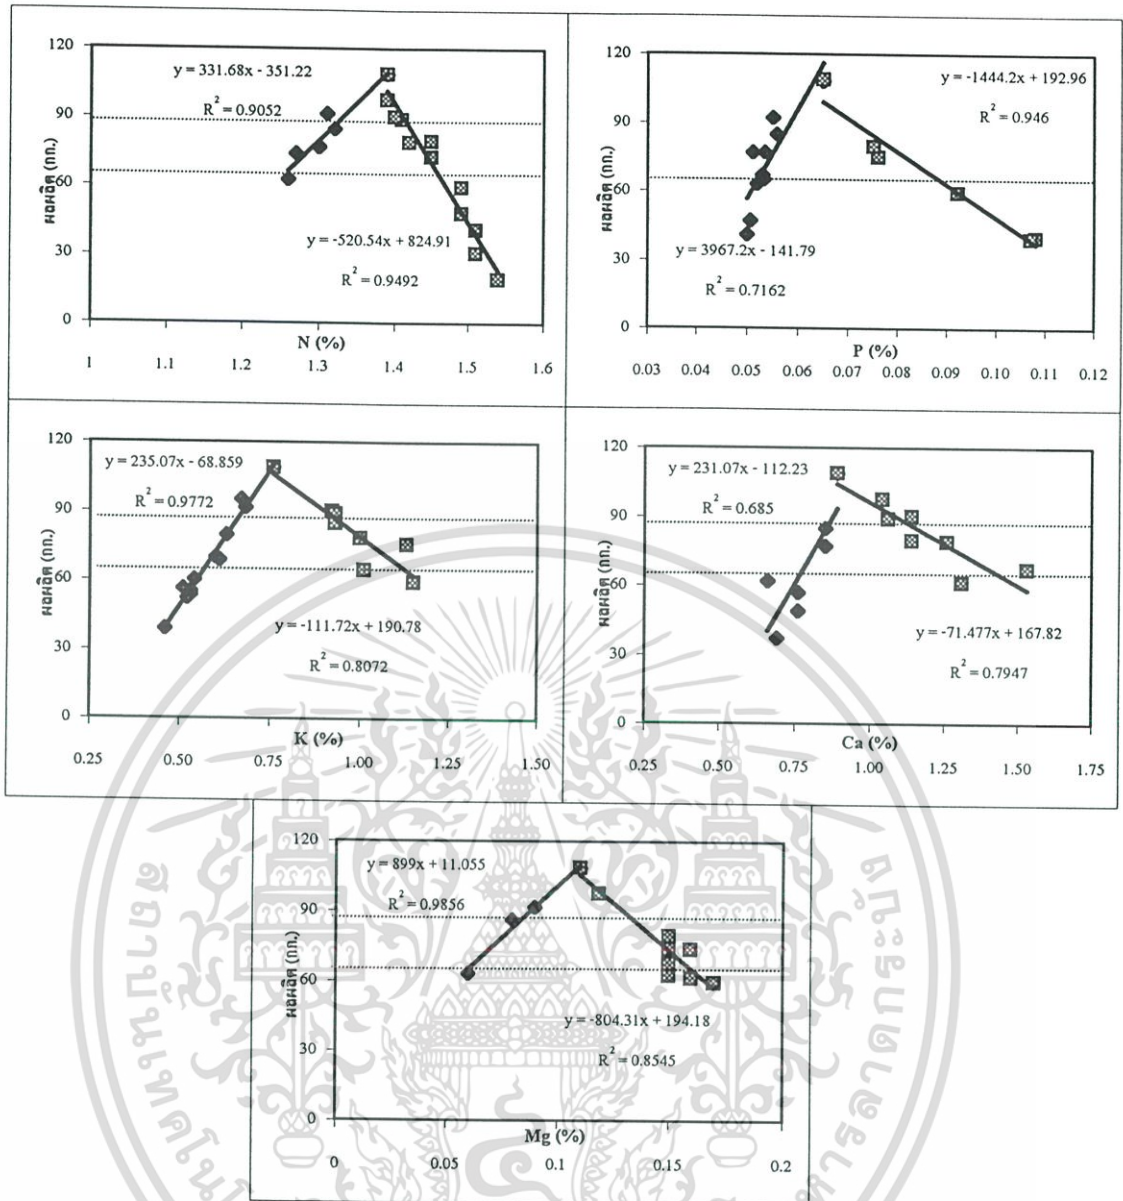 120
90
60
30
0
ผลผลิต (กก.)
y = 331.68x - 351.22
R² = 0.9052
y = -520.54x + 824.91
R² = 0.9492
N (%)
1 1.1 1.2 1.3 1.4 1.5 1.6
120
90
60
30
0
ผลผลิต (กก.)
y = -1444.2x + 192.96
R² = 0.946
y = 3967.2x - 141.79
R² = 0.7162
P (%)
0.03 0.04 0.05 0.06 0.07 0.08 0.09 0.10 0.11 0.12
120
90
60
30
0
ผลผลิต (กก.)
y = 235.07x - 68.859
R² = 0.9772
y = -111.72x + 190.78
R² = 0.8072
K (%)
0.25 0.50 0.75 1.00 1.25 1.50
120
90
60
30
0
ผลผลิต (กก.)
y = 231.07x - 112.23
R² = 0.685
y = -71.477x + 167.82
R² = 0.7947
Ca (%)
0.25 0.50 0.75 1.00 1.25 1.50 1.75
120
90
60
30
0
ผลผลิต (กก.)
y = 899x + 11.055
R² = 0.9856
y = -804.31x + 194.18
R² = 0.8545
Mg (%)
0 0.05 0.1 0.15 0.2